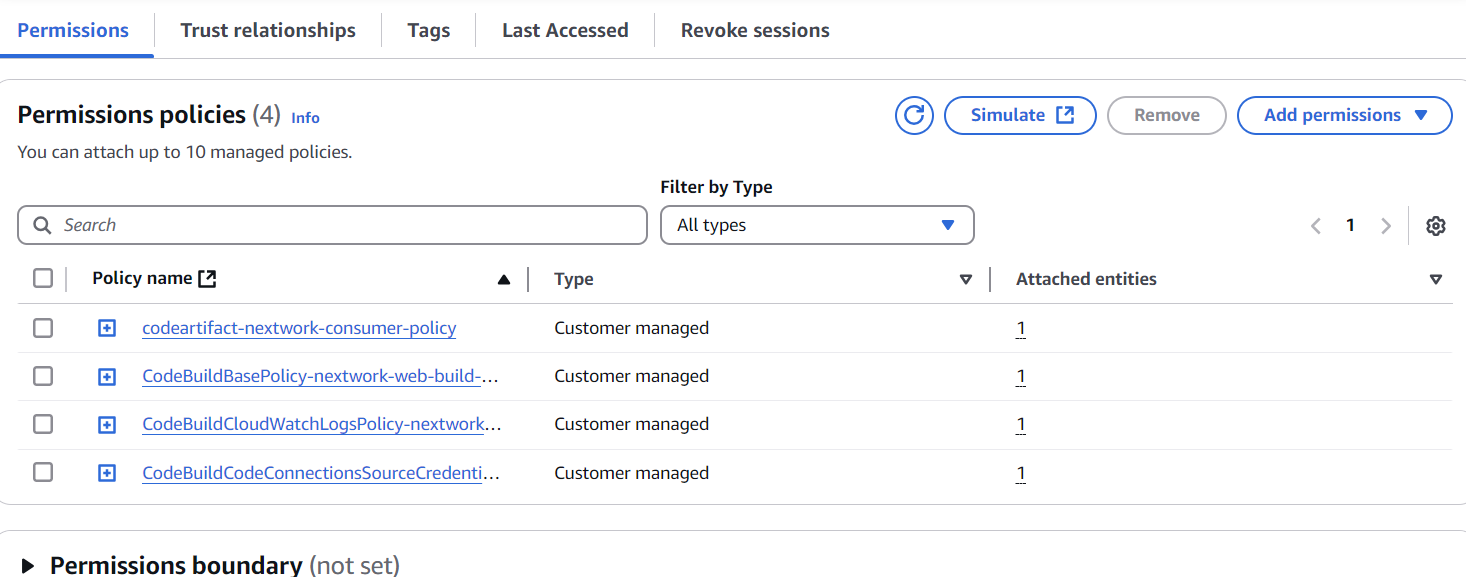 Permissions Trust relationships Tags Last Accessed Revoke sessions
Permissions policies (4) Info Simulate Remove Add permissions
You can attach up to 10 managed policies.
Filter by Type
Search All types 1
Policy name Type Attached entities
codeartifact-nextwork-consumer-policy Customer managed 1
CodeBuildBasePolicy-nextwork-web-build-... Customer managed 1
CodeBuildCloudWatchLogsPolicy-nextwork... Customer managed 1
CodeBuildCodeConnectionsSourceCredenti... Customer managed 1
Permissions boundary (not set)